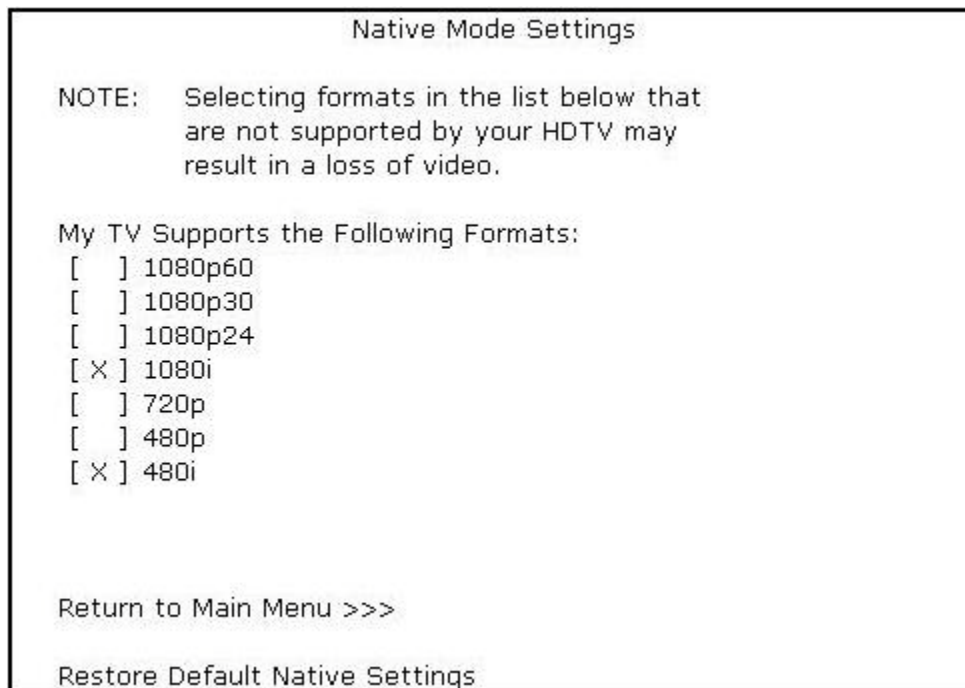 Native Mode Settings
NOTE: Selecting formats in the list below that
are not supported by your HDTV may
result in a loss of video.
My TV Supports the Following Formats:
[ ] 1080p60
[ ] 1080p30
[ ] 1080p24
[ X ] 1080i
[ ] 720p
[ ] 480p
[ X ] 480i
Return to Main Menu >>>
Restore Default Native Settings